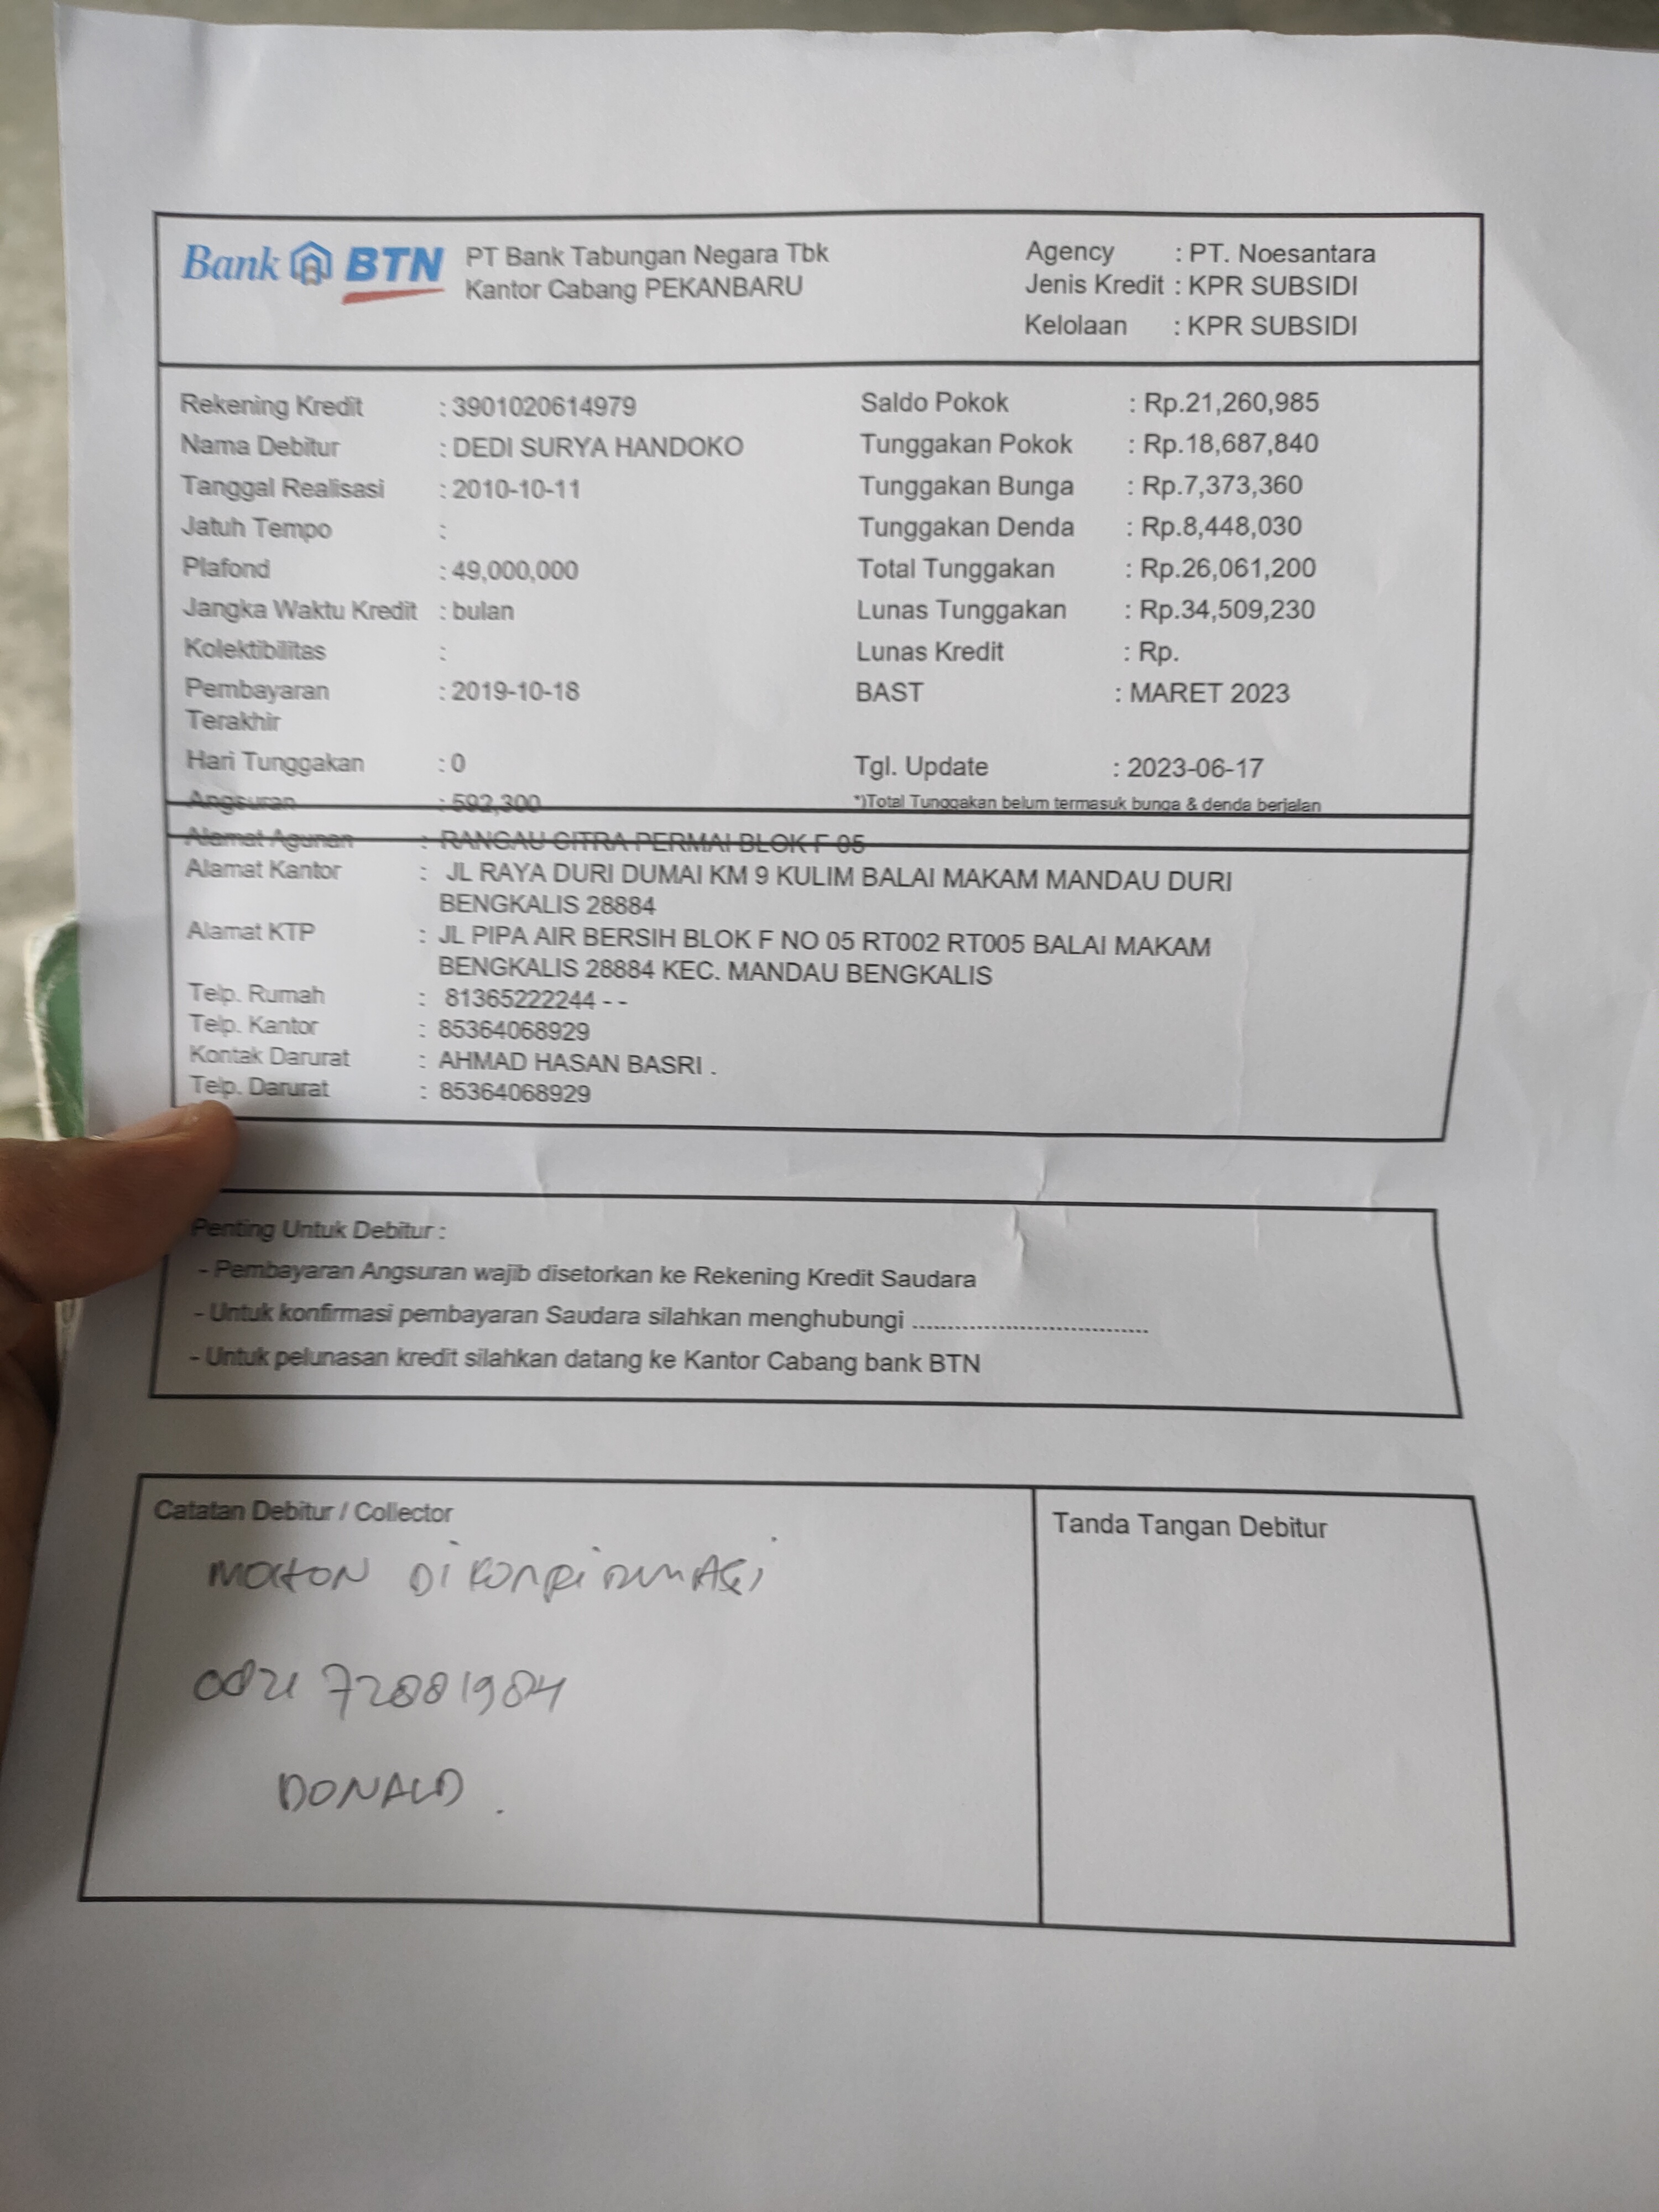 Bank BTN PT Bank Tabungan Negara Tbk
Kantor Cabang PEKANBARU
Agency : PT. Noesantara
Jenis Kredit : KPR SUBSIDI
Kelolaan : KPR SUBSIDI
Rekening Kredit : 3901020614979
Nama Debitur : DEDI SURYA HANDOKO
Tanggal Realisasi : 2010-10-11
Jatuh Tempo :
Plafond : 49,000,000
Jangka Waktu Kredit : bulan
Kolektibilitas :
Pembayaran : 2019-10-18
Terakhir
Hari Tunggakan : 0
Angsuran : 592,300
Saldo Pokok : Rp.21,260,985
Tunggakan Pokok : Rp.18,687,840
Tunggakan Bunga : Rp.7,373,360
Tunggakan Denda : Rp.8,448,030
Total Tunggakan : Rp.26,061,200
Lunas Tunggakan : Rp.34,509,230
Lunas Kredit : Rp.
BAST : MARET 2023
Tgl. Update : 2023-06-17
*)Total Tunggakan belum termasuk bunga & denda berjalan
Alamat Agunan : RANGAU CITRA PERMAI BLOK F 05
Alamat Kantor : JL RAYA DURI DUMAI KM 9 KULIM BALAI MAKAM MANDAU DURI
BENGKALIS 28884
Alamat KTP : JL PIPA AIR BERSIH BLOK F NO 05 RT002 RT005 BALAI MAKAM
BENGKALIS 28884 KEC. MANDAU BENGKALIS
Telp. Rumah : 81365222244 - -
Telp. Kantor : 85364068929
Kontak Darurat : AHMAD HASAN BASRI .
Telp. Darurat : 85364068929
Penting Untuk Debitur :
- Pembayaran Angsuran wajib disetorkan ke Rekening Kredit Saudara
- Untuk konfirmasi pembayaran Saudara silahkan menghubungi .................................
- Untuk pelunasan kredit silahkan datang ke Kantor Cabang bank BTN
Catatan Debitur / Collector
DONALD .
Tanda Tangan Debitur